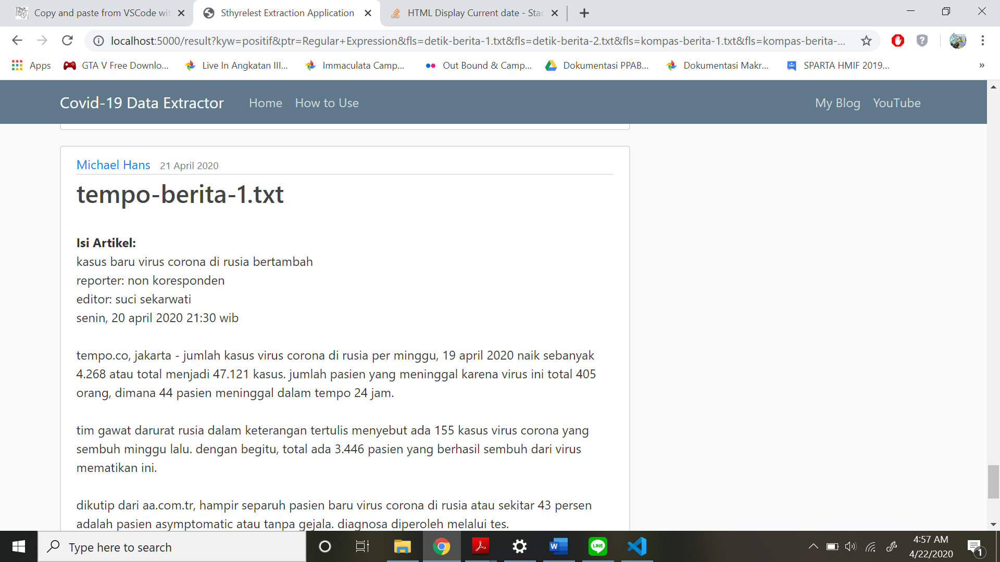 Copy and paste from VSCode wit
Sthyrelest Extraction Application
HTML Display Current date - Stac
localhost:5000/result?kyw=positif&ptr=Regular+Expression&fls=detik-berita-1.txt&fls=detik-berita-2.txt&fls=kompas-berita-1.txt&fls=kompas-berita-...
Apps
GTA V Free Downlo...
Live In Angkatan III...
Immaculata Camp...
Out Bound & Camp...
Dokumentasi PPAB...
Dokumentasi Makr...
SPARTA HMIF 2019...
»
Covid-19 Data Extractor
Home
How to Use
My Blog
YouTube
Michael Hans 21 April 2020
tempo-berita-1.txt
Isi Artikel:
kasus baru virus corona di rusia bertambah
reporter: non koresponden
editor: suci sekarwati
senin, 20 april 2020 21:30 wib
tempo.co, jakarta - jumlah kasus virus corona di rusia per minggu, 19 april 2020 naik sebanyak
4.268 atau total menjadi 47.121 kasus. jumlah pasien yang meninggal karena virus ini total 405
orang, dimana 44 pasien meninggal dalam tempo 24 jam.
tim gawat darurat rusia dalam keterangan tertulis menyebut ada 155 kasus virus corona yang
sembuh minggu lalu. dengan begitu, total ada 3.446 pasien yang berhasil sembuh dari virus
mematikan ini.
dikutip dari aa.com.tr, hampir separuh pasien baru virus corona di rusia atau sekitar 43 persen
adalah pasien asymptomatic atau tanpa gejala. diagnosa diperoleh melalui tes.
Type here to search
W
LINE
4:57 AM
4/22/2020
1